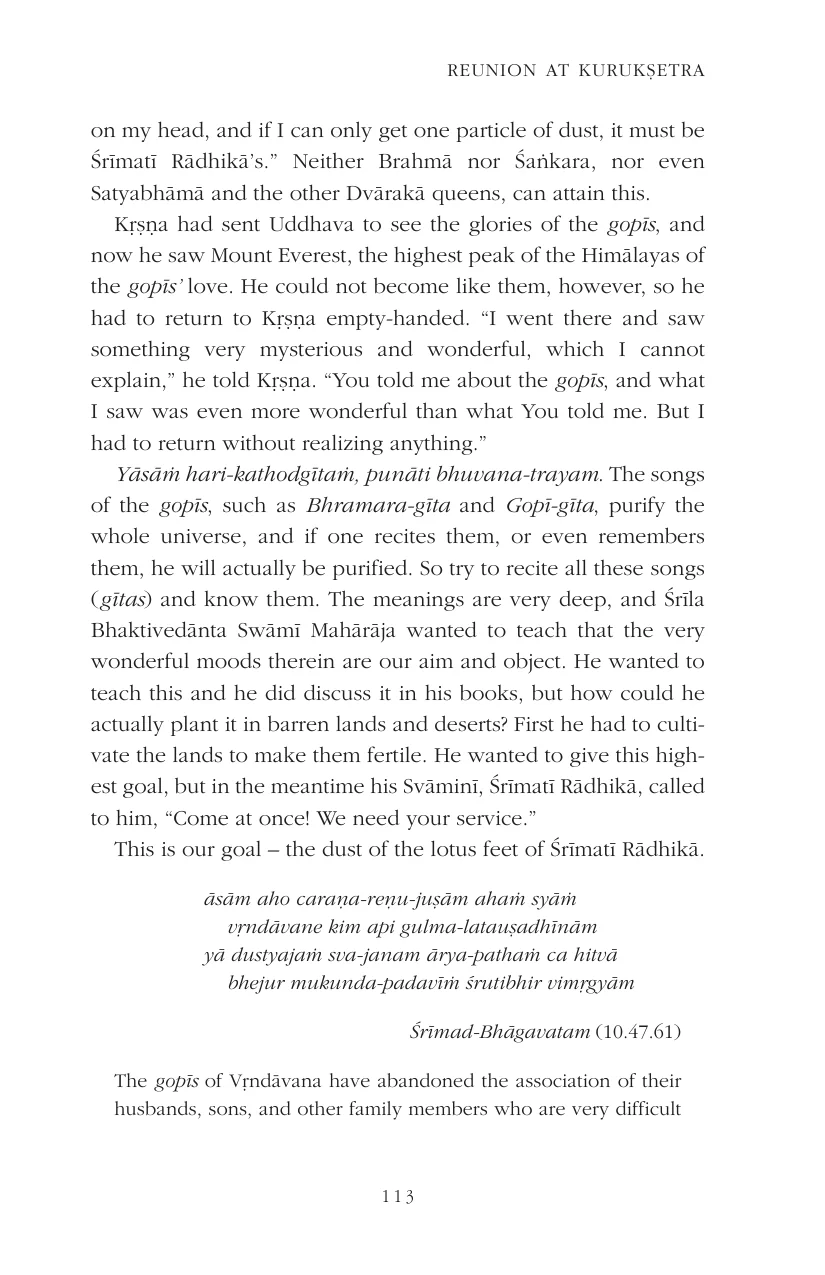 REUNION AT KURUKṢETRA
on my head, and if I can only get one particle of dust, it must be
Śrīmatī Rādhikā’s.” Neither Brahmā nor Śaṅkara, nor even
Satyabhāmā and the other Dvārakā queens, can attain this.
Kṛṣṇa had sent Uddhava to see the glories of the gopīs, and
now he saw Mount Everest, the highest peak of the Himālayas of
the gopīs’ love. He could not become like them, however, so he
had to return to Kṛṣṇa empty-handed. “I went there and saw
something very mysterious and wonderful, which I cannot
explain,” he told Kṛṣṇa. “You told me about the gopīs, and what
I saw was even more wonderful than what You told me. But I
had to return without realizing anything.”
Yāsāṁ hari-kathodgītaṁ, punāti bhuvana-trayam. The songs
of the gopīs, such as Bhramara-gīta and Gopī-gīta, purify the
whole universe, and if one recites them, or even remembers
them, he will actually be purified. So try to recite all these songs
(gītas) and know them. The meanings are very deep, and Śrīla
Bhaktivedānta Swāmī Mahārāja wanted to teach that the very
wonderful moods therein are our aim and object. He wanted to
teach this and he did discuss it in his books, but how could he
actually plant it in barren lands and deserts? First he had to culti-
vate the lands to make them fertile. He wanted to give this high-
est goal, but in the meantime his Svāminī, Śrīmatī Rādhikā, called
to him, “Come at once! We need your service.”
This is our goal – the dust of the lotus feet of Śrīmatī Rādhikā.
āsām aho caraṇa-reṇu-juṣām ahaṁ syāṁ
vṛndāvane kim api gulma-latauṣadhīnām
yā dustyajaṁ sva-janam ārya-pathaṁ ca hitvā
bhejur mukunda-padavīṁ śrutibhir vimṛgyām
Śrīmad-Bhāgavatam (10.47.61)
The gopīs of Vṛndāvana have abandoned the association of their
husbands, sons, and other family members who are very difficult
113